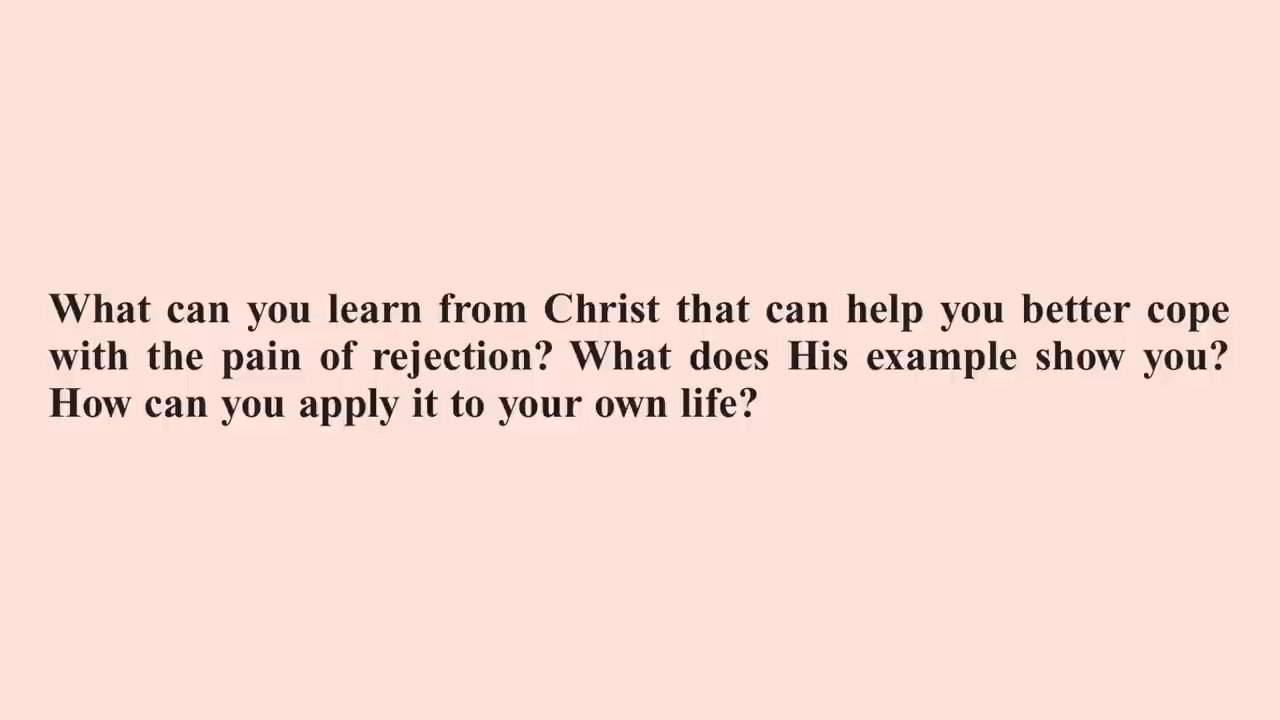 What can you learn from Christ that can help you better cope
with the pain of rejection? What does His example show you?
How can you apply it to your own life?